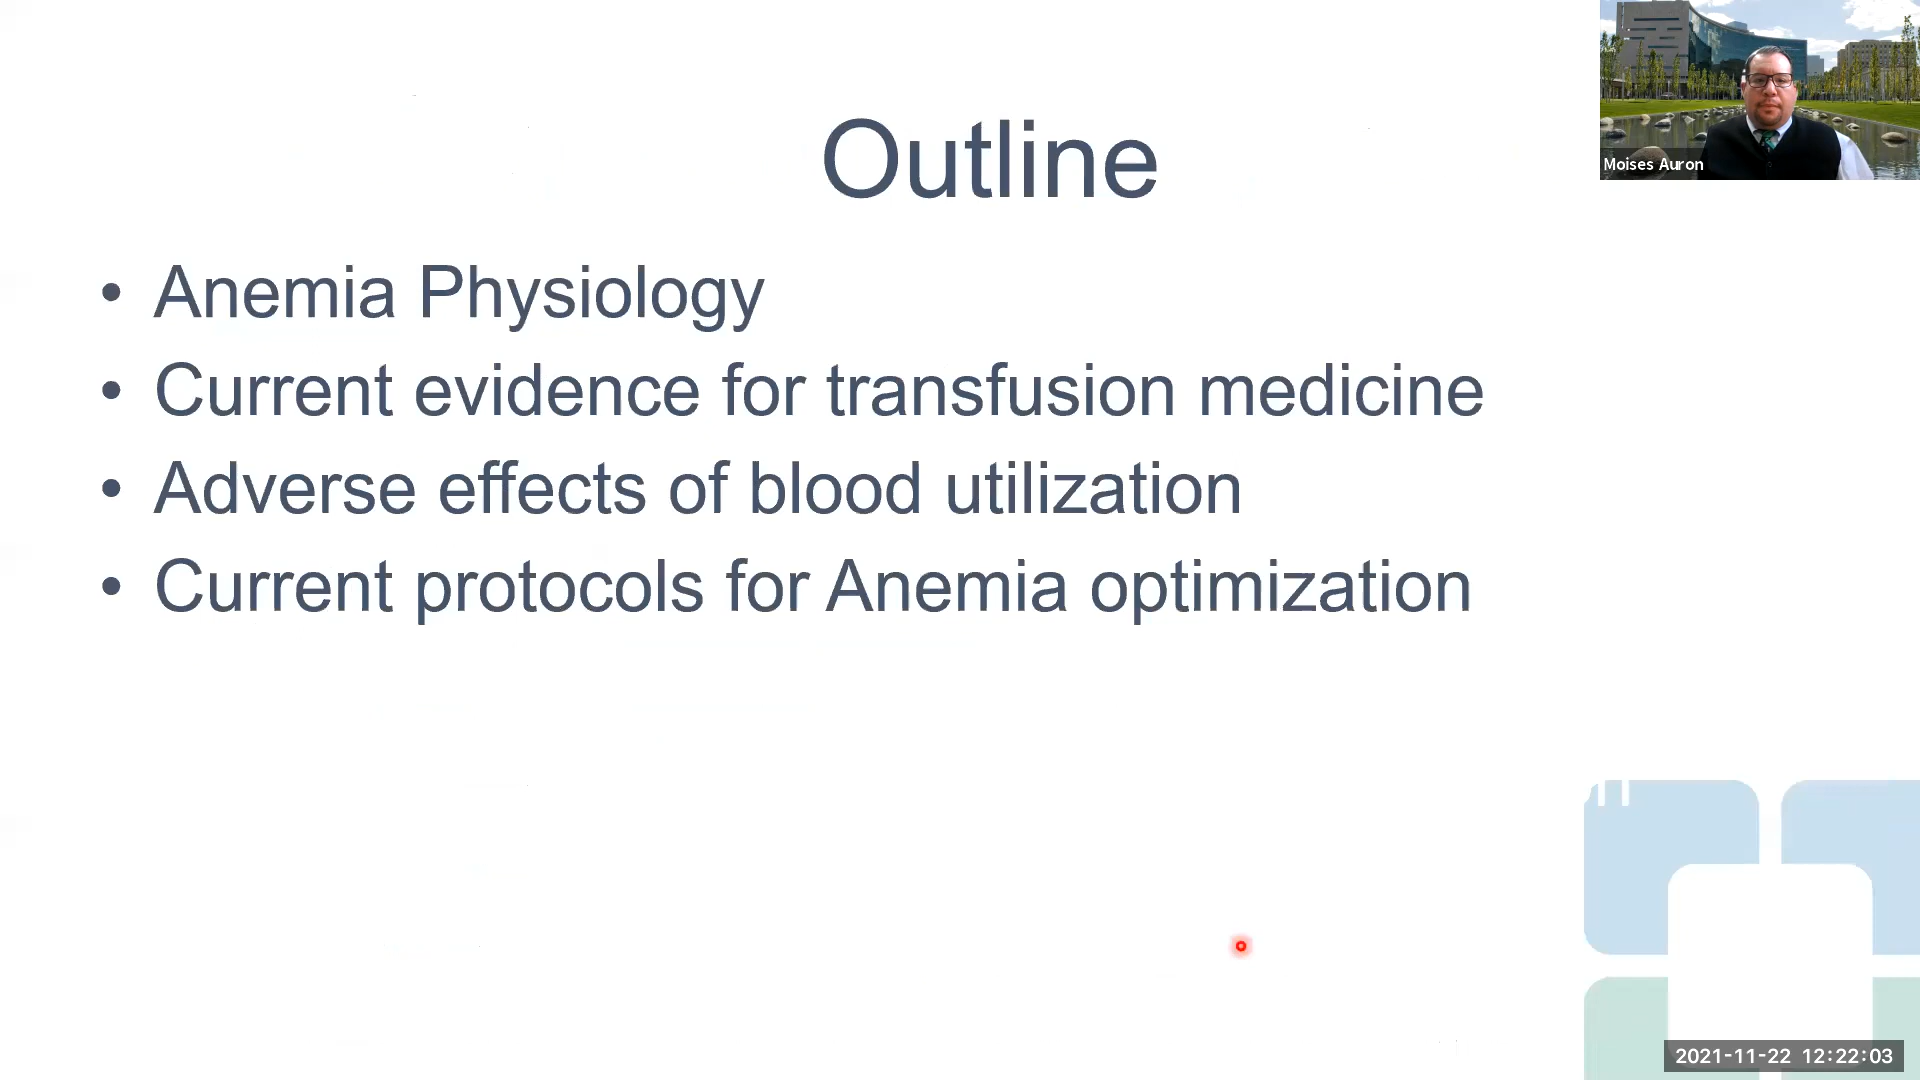 Outline
Moises Auron
• Anemia Physiology
• Current evidence for transfusion medicine
• Adverse effects of blood utilization
• Current protocols for Anemia optimization
2021-11-22 12:22:03